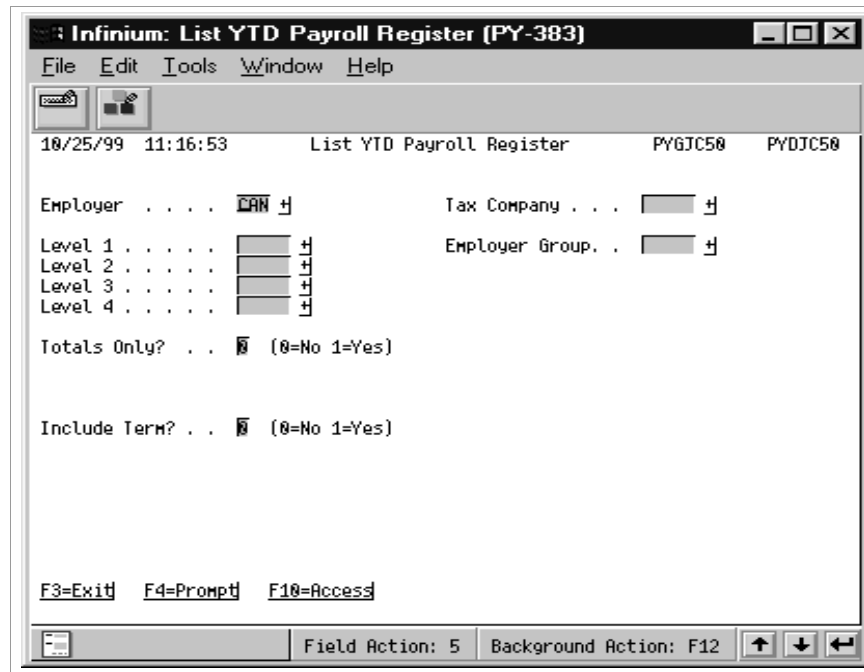 Infinium: List YTD Payroll Register (PY-383)
File Edit Tools Window Help
10/25/99 11:16:53 List YTD Payroll Register PYGJC50 PYDJC50
Employer . . . . CAN + Tax Company . . . +
Level 1 . . . . . + Employer Group. . +
Level 2 . . . . . +
Level 3 . . . . . +
Level 4 . . . . . +
Totals Only? . . 0 (0=No 1=Yes)
Include Term? . . 0 (0=No 1=Yes)
F3=Exit F4=Prompt F10=Access
Field Action: 5 Background Action: F12